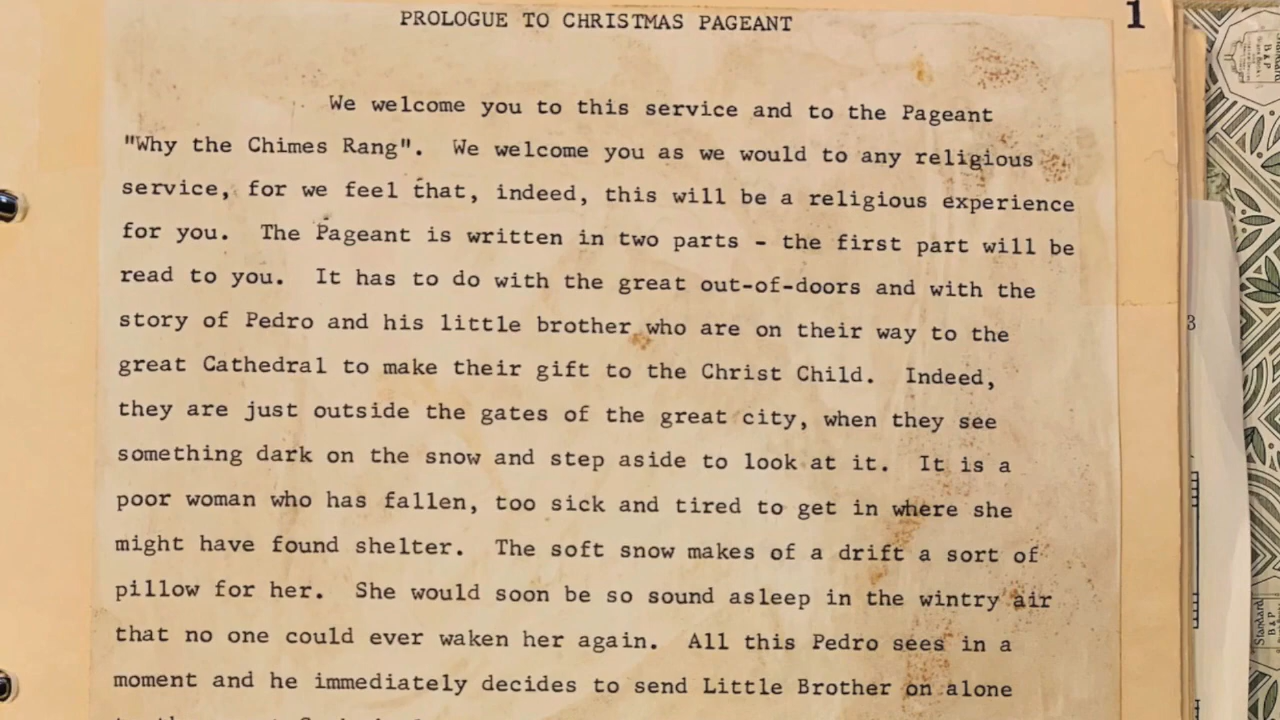 PROLOGUE TO CHRISTMAS PAGEANT
1
We welcome you to this service and to the Pageant
"Why the Chimes Rang". We welcome you as we would to any religious
service, for we feel that, indeed, this will be a religious experience
for you. The Pageant is written in two parts - the first part will be
read to you. It has to do with the great out-of-doors and with the
story of Pedro and his little brother who are on their way to the
great Cathedral to make their gift to the Christ Child. Indeed,
they are just outside the gates of the great city, when they see
something dark on the snow and step aside to look at it. It is a
poor woman who has fallen, too sick and tired to get in where she
might have found shelter. The soft snow makes of a drift a sort of
pillow for her. She would soon be so sound asleep in the wintry air
that no one could ever waken her again. All this Pedro sees in a
moment and he immediately decides to send Little Brother on alone
3
Standard
B&P
Standard
B&P